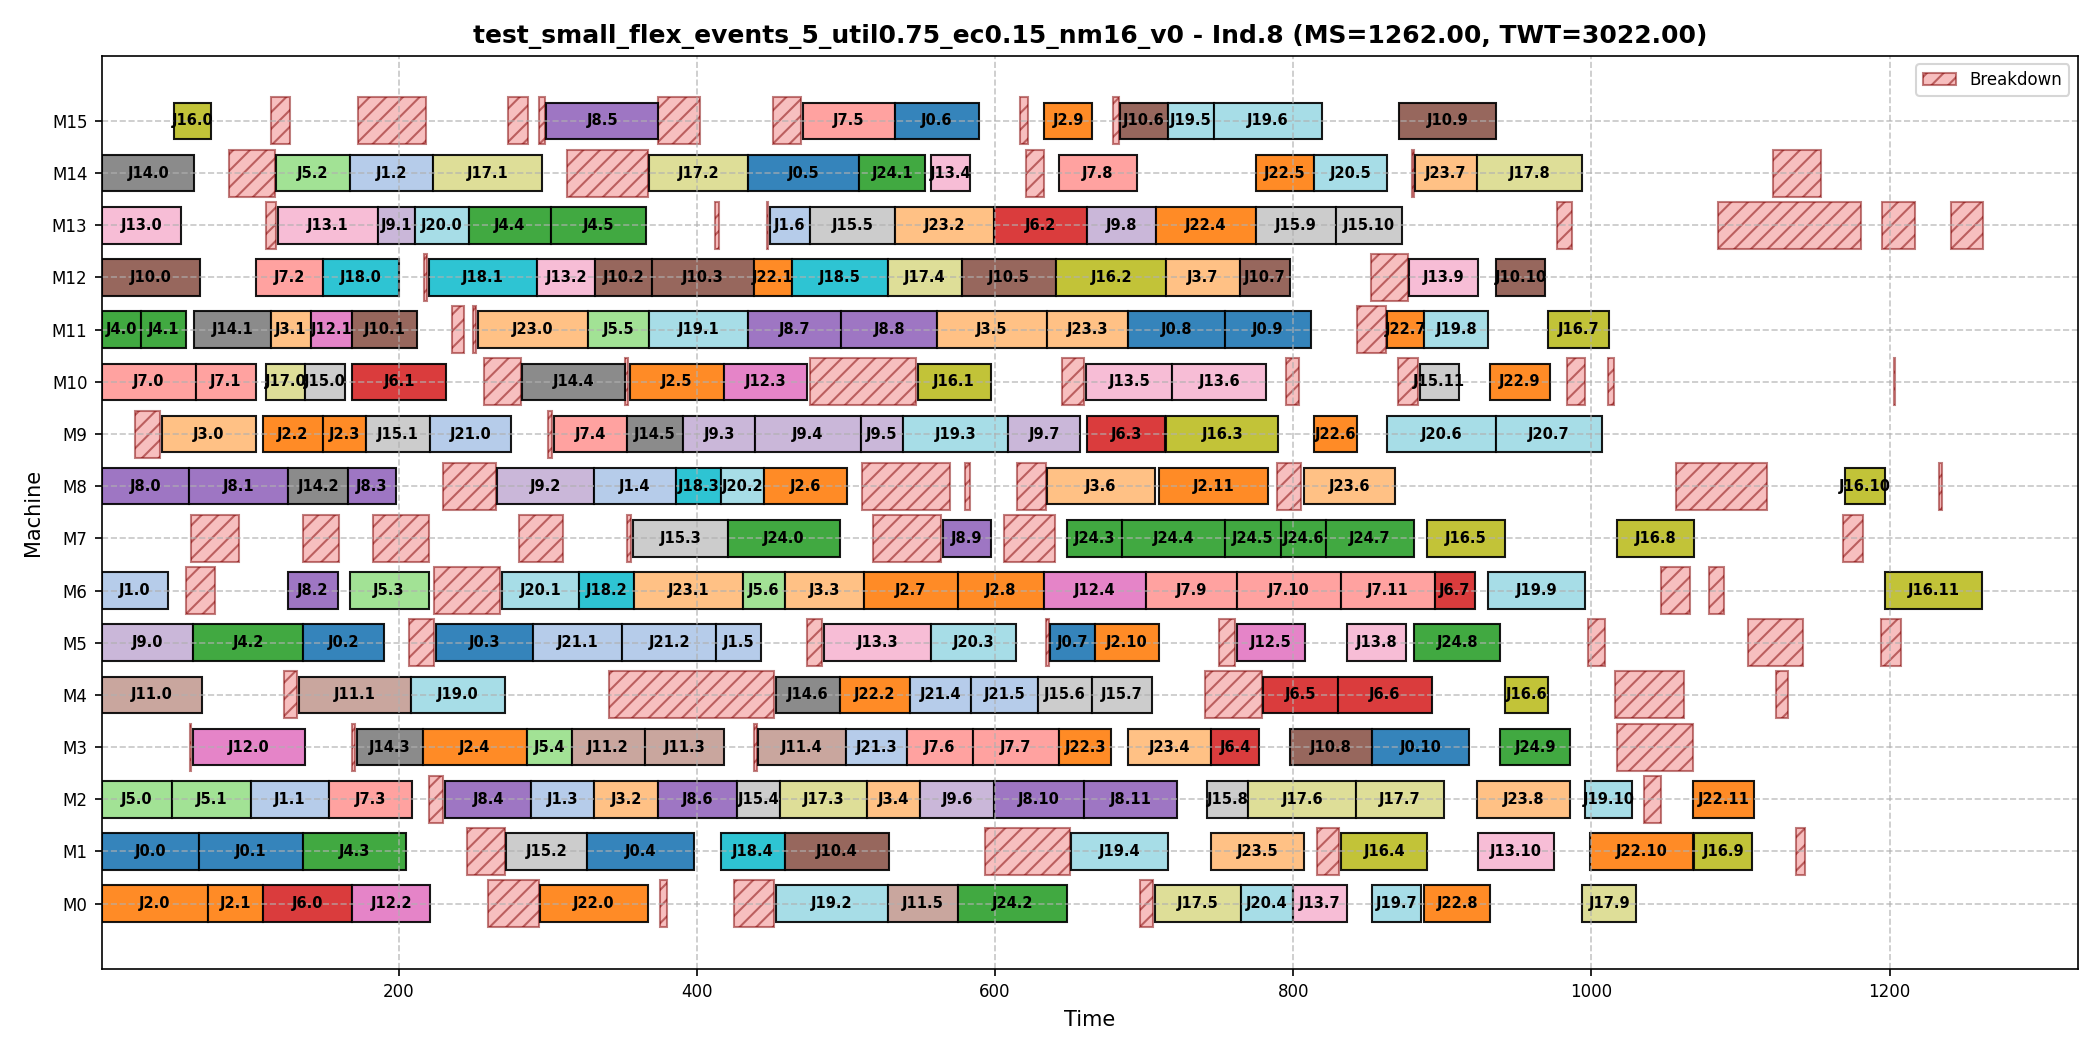 test_small_flex_events_5_util0.75_ec0.15_nm16_v0 - Ind.8 (MS=1262.00, TWT=3022.00)
Breakdown
M15 J16.0 J8.5 J7.5 J0.6 J2.9 J10.6 J19.5 J19.6 J10.9
M14 J14.0 J5.2 J1.2 J17.1 J17.2 J0.5 J24.1 J13.4 J7.8 J22.5 J20.5 J23.7 J17.8
M13 J13.0 J13.1 J9.1 J20.0 J4.4 J4.5 J1.6 J15.5 J23.2 J6.2 J9.8 J22.4 J15.9 J15.10
M12 J10.0 J7.2 J18.0 J18.1 J13.2 J10.2 J10.3 J22.1 J18.5 J17.4 J10.5 J16.2 J3.7 J10.7 J13.9 J10.10
M11 J4.0 J4.1 J14.1 J3.1 J12.1 J10.1 J23.0 J5.5 J19.1 J8.7 J8.8 J3.5 J23.3 J0.8 J0.9 J22.7 J19.8 J16.7
M10 J7.0 J7.1 J17.0 J15.0 J6.1 J14.4 J2.5 J12.3 J16.1 J13.5 J13.6 J15.11 J22.9
M9 J3.0 J2.2 J2.3 J15.1 J21.0 J7.4 J14.5 J9.3 J9.4 J9.5 J19.3 J9.7 J6.3 J16.3 J22.6 J20.6 J20.7
M8 J8.0 J8.1 J14.2 J8.3 J9.2 J1.4 J18.3 J20.2 J2.6 J3.6 J2.11 J23.6 J16.10
M7 J15.3 J24.0 J8.9 J24.3 J24.4 J24.5 J24.6 J24.7 J16.5 J16.8
M6 J1.0 J8.2 J5.3 J20.1 J18.2 J23.1 J5.6 J3.3 J2.7 J2.8 J12.4 J7.9 J7.10 J7.11 J6.7 J19.9 J16.11
M5 J9.0 J4.2 J0.2 J0.3 J21.1 J21.2 J1.5 J13.3 J20.3 J0.7 J2.10 J12.5 J13.8 J24.8
M4 J11.0 J11.1 J19.0 J14.6 J22.2 J21.4 J21.5 J15.6 J15.7 J6.5 J6.6 J16.6
M3 J12.0 J14.3 J2.4 J5.4 J11.2 J11.3 J11.4 J21.3 J7.6 J7.7 J22.3 J23.4 J6.4 J10.8 J0.10 J24.9
M2 J5.0 J5.1 J1.1 J7.3 J8.4 J1.3 J3.2 J8.6 J15.4 J17.3 J3.4 J9.6 J8.10 J8.11 J15.8 J17.6 J17.7 J23.8 J19.10 J22.11
M1 J0.0 J0.1 J4.3 J15.2 J0.4 J18.4 J10.4 J19.4 J23.5 J16.4 J13.10 J22.10 J16.9
M0 J2.0 J2.1 J6.0 J12.2 J22.0 J19.2 J11.5 J24.2 J17.5 J20.4 J13.7 J19.7 J22.8 J17.9
200 400 600 800 1000 1200
Time
Machine